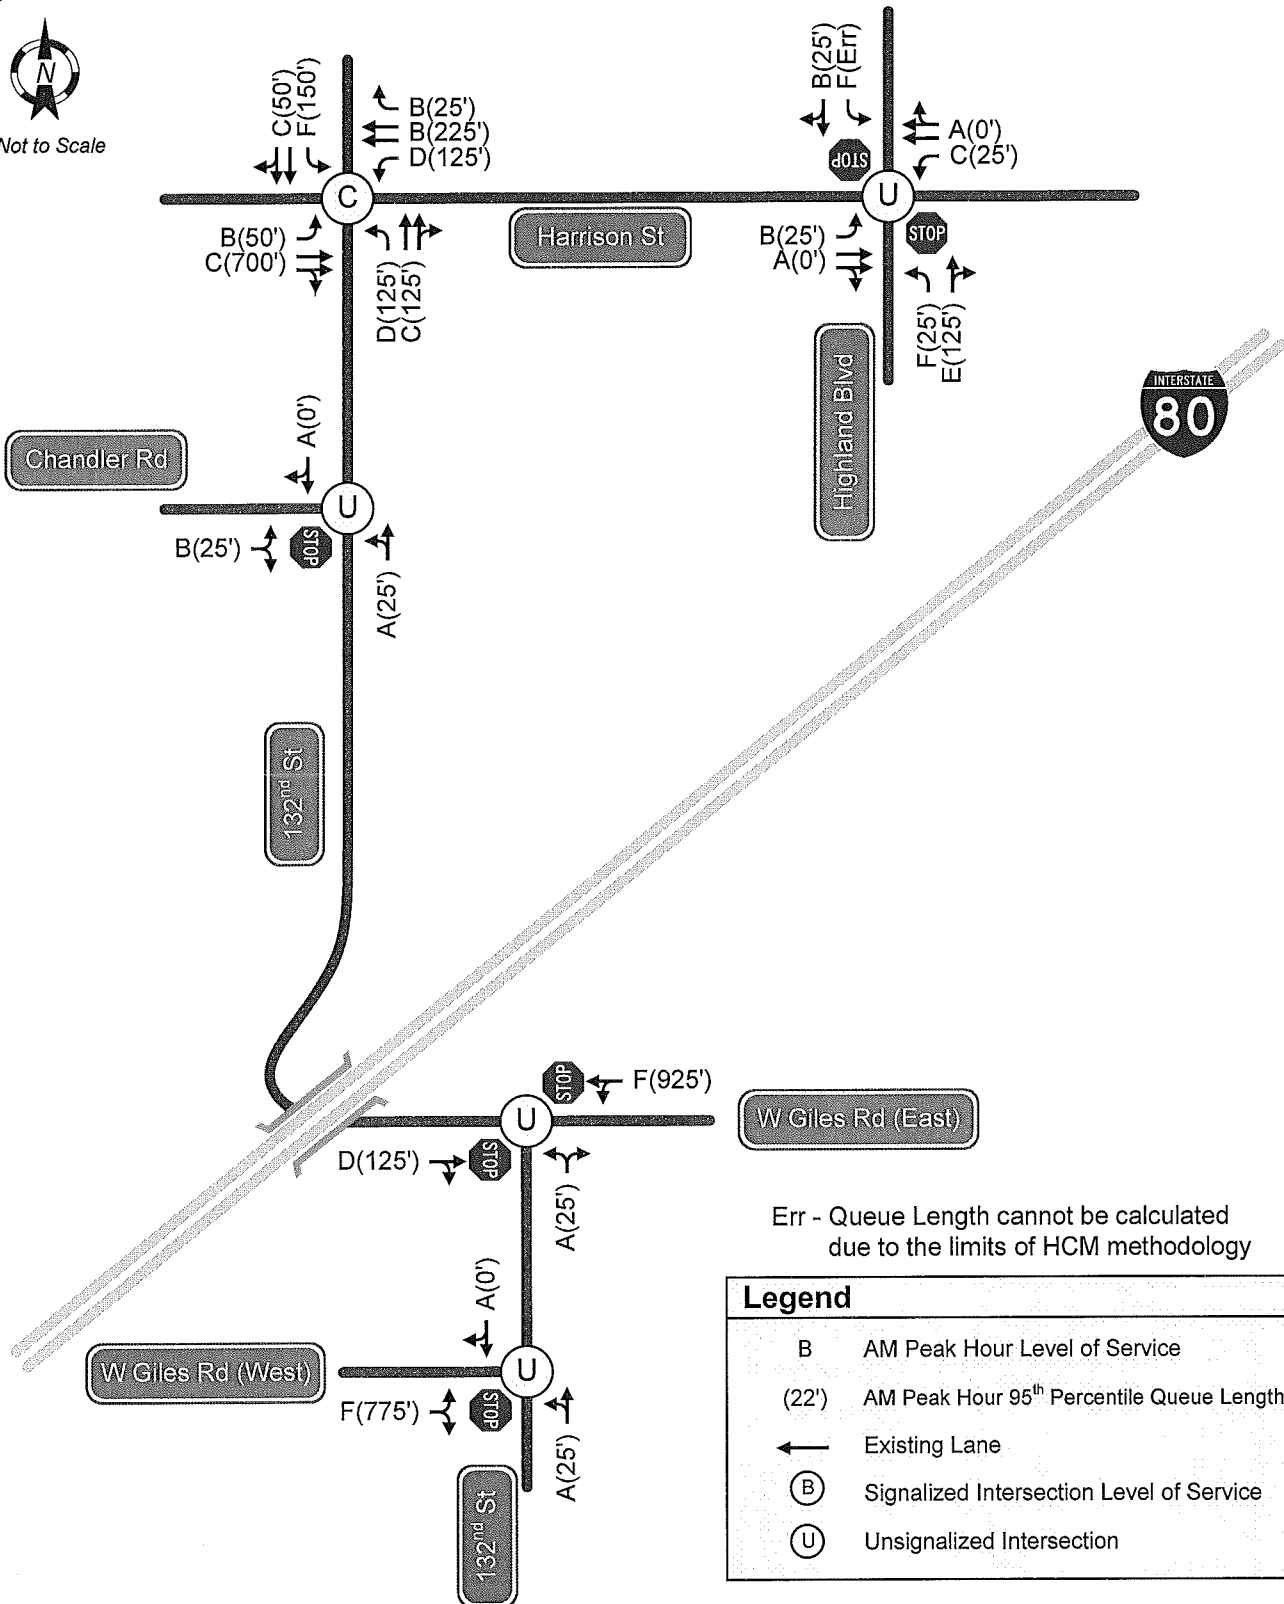 N
Not to Scale
C(50')
F(150')
B(25')
B(225')
D(125')
C
B(50')
C(700')
D(125')
C(125')
Harrison St
B(25')
F(Err)
STOP
A(0')
C(25')
U
B(25')
A(0')
STOP
F(25')
E(125')
Highland Blvd
INTERSTATE
80
Chandler Rd
A(0')
U
B(25')
STOP
A(25')
132nd St
STOP
F(925')
U
W Giles Rd (East)
D(125')
STOP
A(25')
A(0')
W Giles Rd (West)
U
F(775')
STOP
A(25')
132nd St
Err - Queue Length cannot be calculated
due to the limits of HCM methodology
Legend
B AM Peak Hour Level of Service
(22') AM Peak Hour 95th Percentile Queue Length
Existing Lane
B Signalized Intersection Level of Service
U Unsignalized Intersection